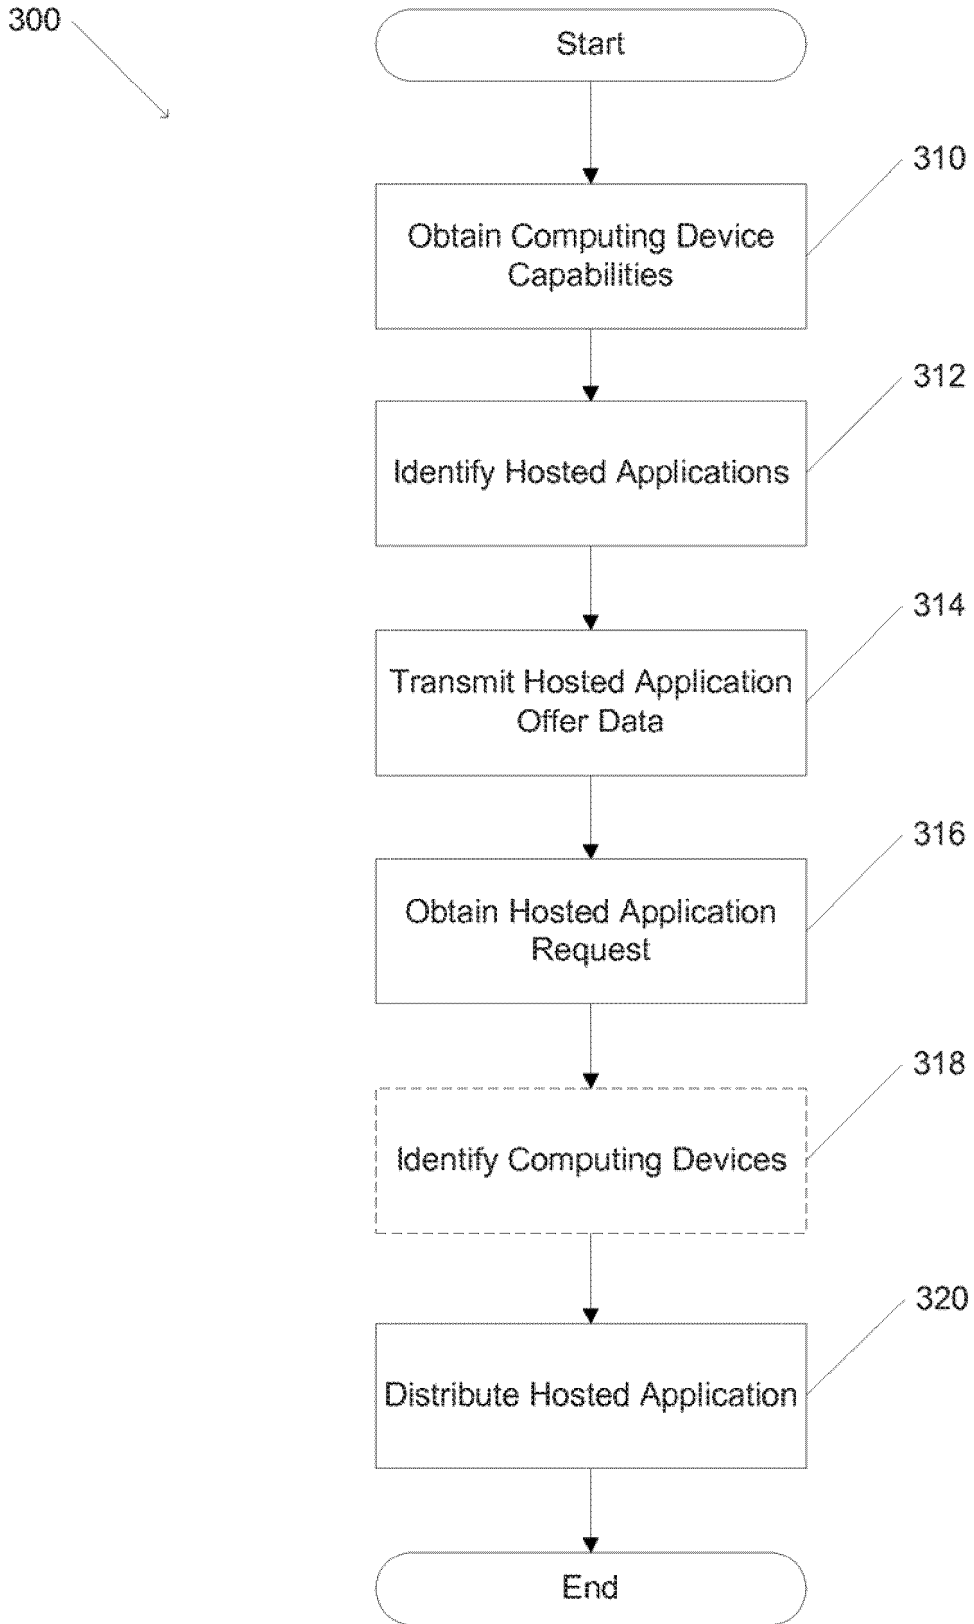 300
Start
310
Obtain Computing Device
Capabilities
312
Identify Hosted Applications
314
Transmit Hosted Application
Offer Data
316
Obtain Hosted Application
Request
318
Identify Computing Devices
320
Distribute Hosted Application
End